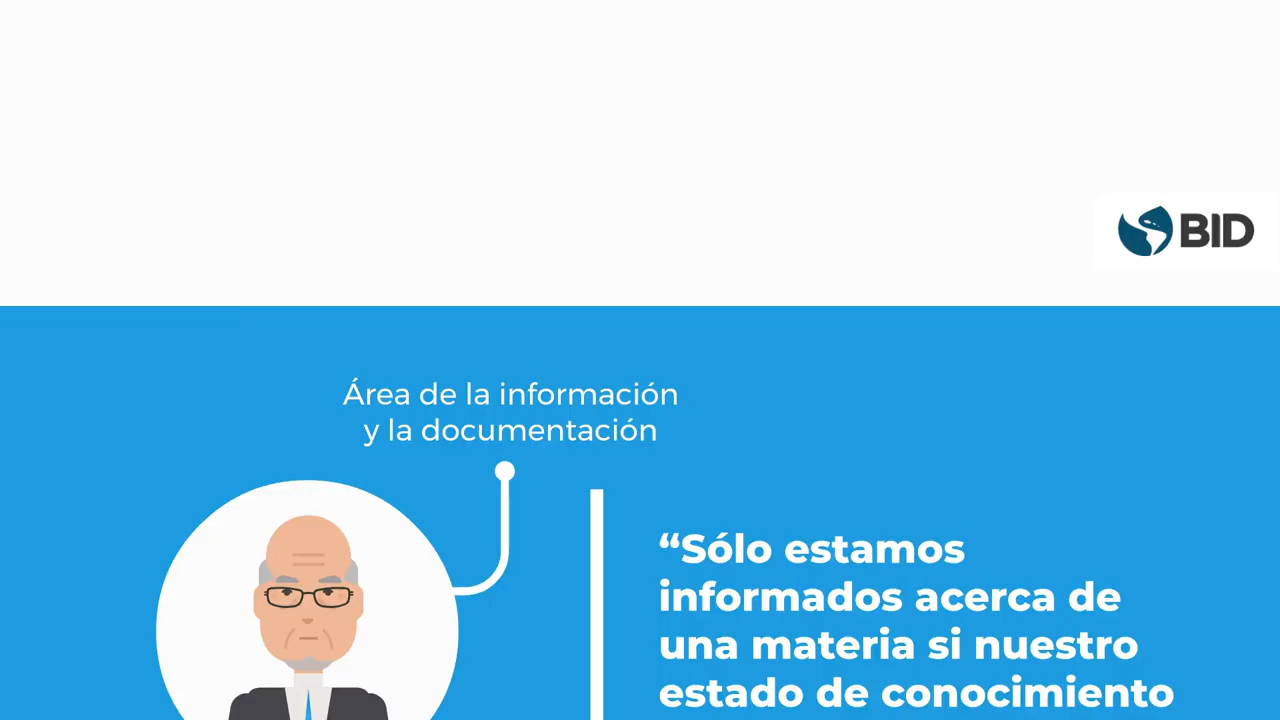 BID
Área de la información
y la documentación
“Sólo estamos
informados acerca de
una materia si nuestro
estado de conocimiento